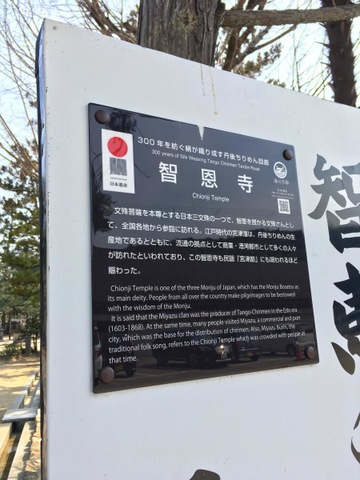 300年を紡ぐ絹が織り成す丹後ちりめん回廊
300 years of Silk Weaving Tango Chirimen Textile Road
日本遺産
智恩寺
Chionji Temple
文殊菩薩を本尊とする日本三文殊の一つで、智恵を授かる文殊さんとし
て、全国各地から参詣に訪れる。江戸時代の宮津藩は、丹後ちりめんの生
産地であるとともに、流通の拠点として商業・港湾都市として多くの人々
が訪れたといわれており、この智恩寺も民謡「宮津節」にも謡われるほど
賑わった。
Chionji Temple is one of the three Monju of Japan, which has the Monju Bosatsu as
its main deity. People from all over the country make pilgrimages to be bestowed
with the wisdom of the Monju.
It is said that the Miyazu clan was the producer of Tango-Chirimen in the Edo era
(1603-1868). At the same time, many people visited Miyazu, a commercial and port
city, which was the base for the distribution of chirimen. Also, Miyazu Bushi, the
traditional folk song, refers to the Chionji Temple which was crowded with people at
that time.
智恵